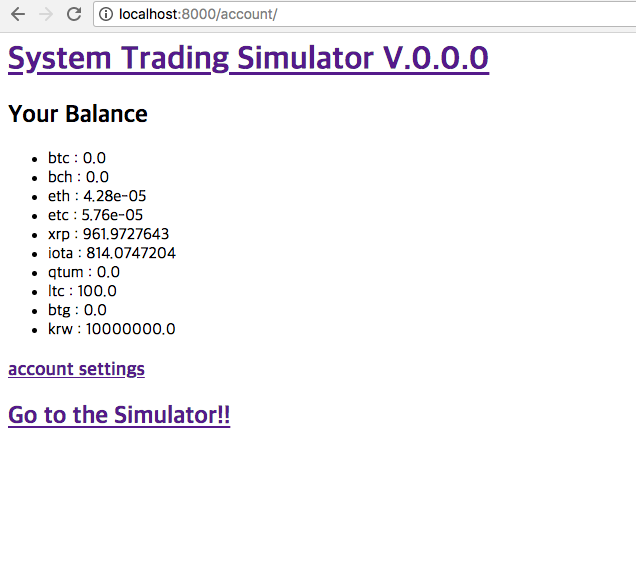 localhost:8000/account/
System Trading Simulator V.0.0.0
Your Balance
btc : 0.0
bch : 0.0
eth : 4.28e-05
etc : 5.76e-05
xrp : 961.9727643
iota : 814.0747204
qtum : 0.0
ltc : 100.0
btg : 0.0
krw : 10000000.0
account settings
Go to the Simulator!!